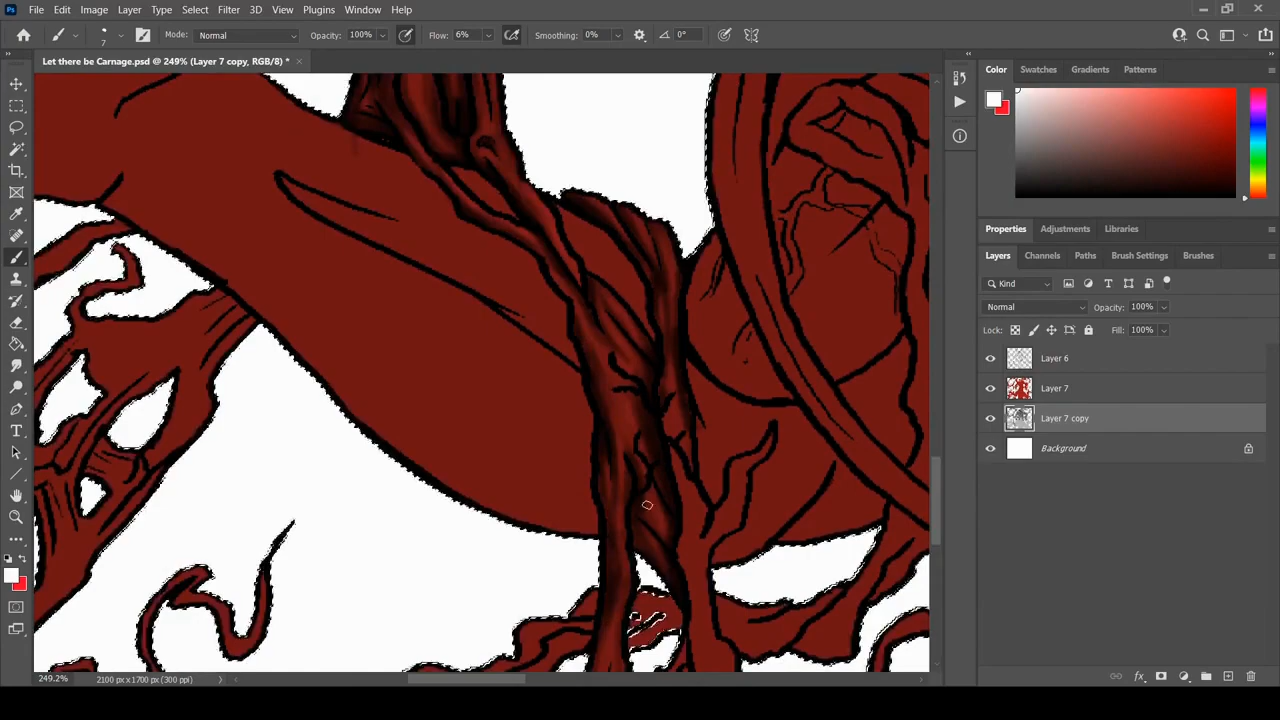 Ps File Edit Image Layer Type Select Filter 3D View Plugins Window Help
7 Mode: Normal Opacity: 100% Flow: 6% Smoothing: 0% 0°
Let there be Carnage.psd @ 249% (Layer 7 copy, RGB/8) *
Color Swatches Gradients Patterns
Properties Adjustments Libraries
Layers Channels Paths Brush Settings Brushes
Kind
Normal Opacity: 100%
Lock: Fill: 100%
Layer 6
Layer 7
Layer 7 copy
Background
249.2% 2100 px x 1700 px (300 ppi)